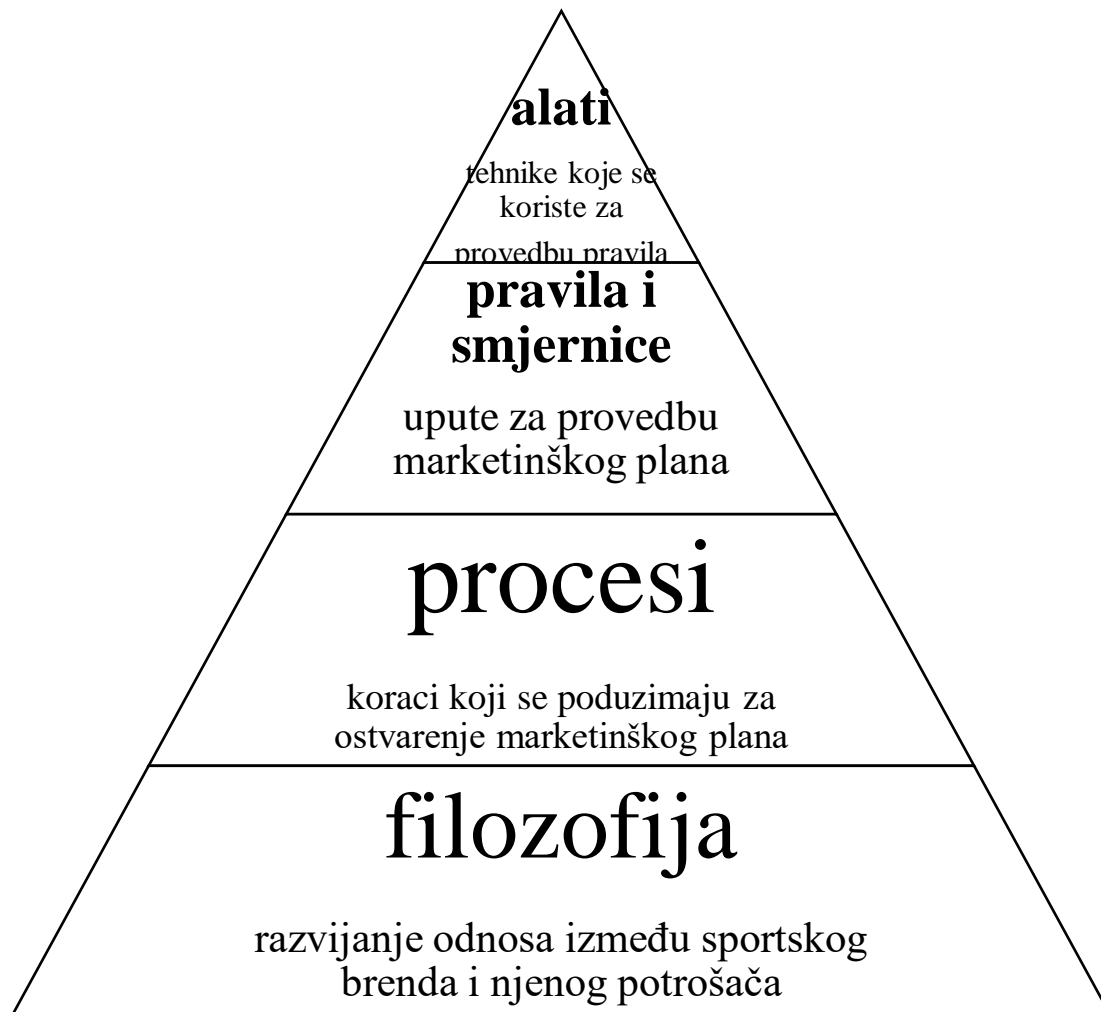 alati
tehnike koje se
koriste za
provedbu pravila
pravila i
smjernice
upute za provedbu
marketinškog plana
procesi
koraci koji se poduzimaju za
ostvarenje marketinškog plana
filozofija
razvijanje odnosa između sportskog
brenda i njenog potrošača